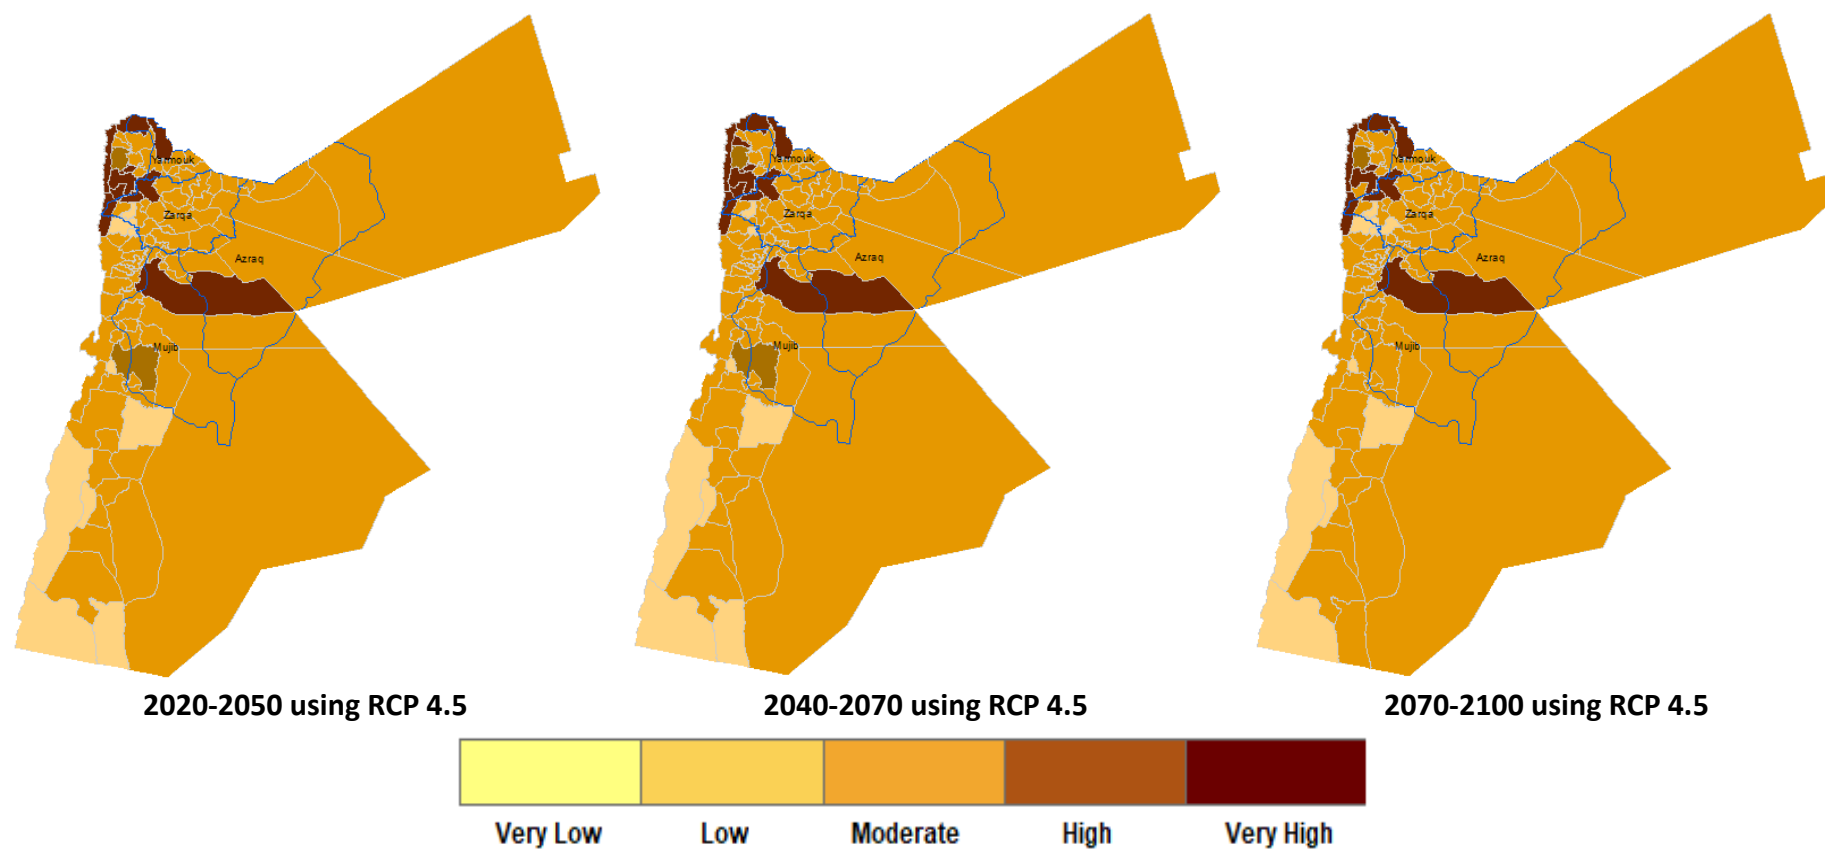 Yarmouk
Zarqa
Azraq
Mujib
Yarmouk
Zarqa
Azraq
Mujib
Yarmouk
Zarqa
Azraq
Mujib
2020-2050 using RCP 4.5
2040-2070 using RCP 4.5
2070-2100 using RCP 4.5
Very Low
Low
Moderate
High
Very High